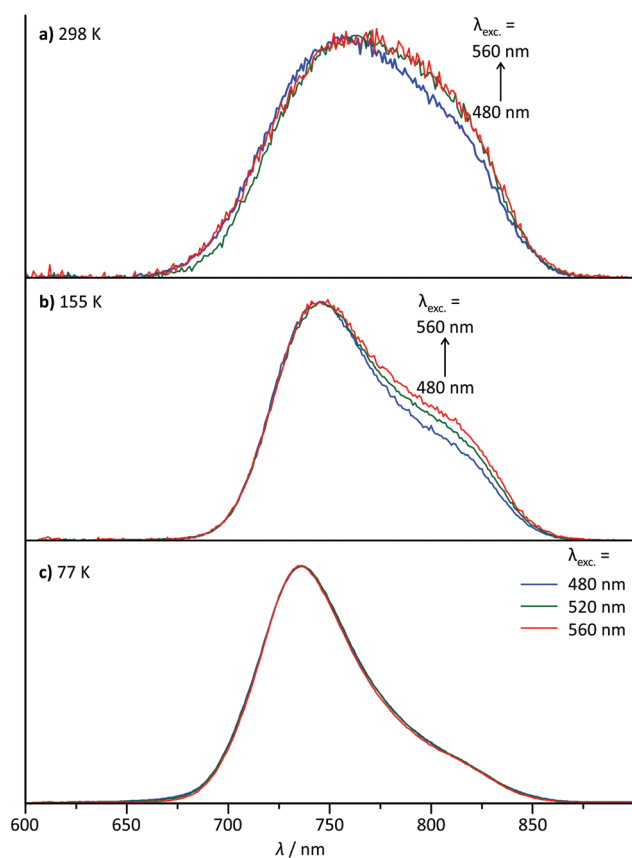 a) 298 K
λexc. =
560 nm
480 nm
b) 155 K
λexc. =
560 nm
480 nm
c) 77 K
λexc. =
480 nm
520 nm
560 nm
600 650 700 750 800 850
λ / nm